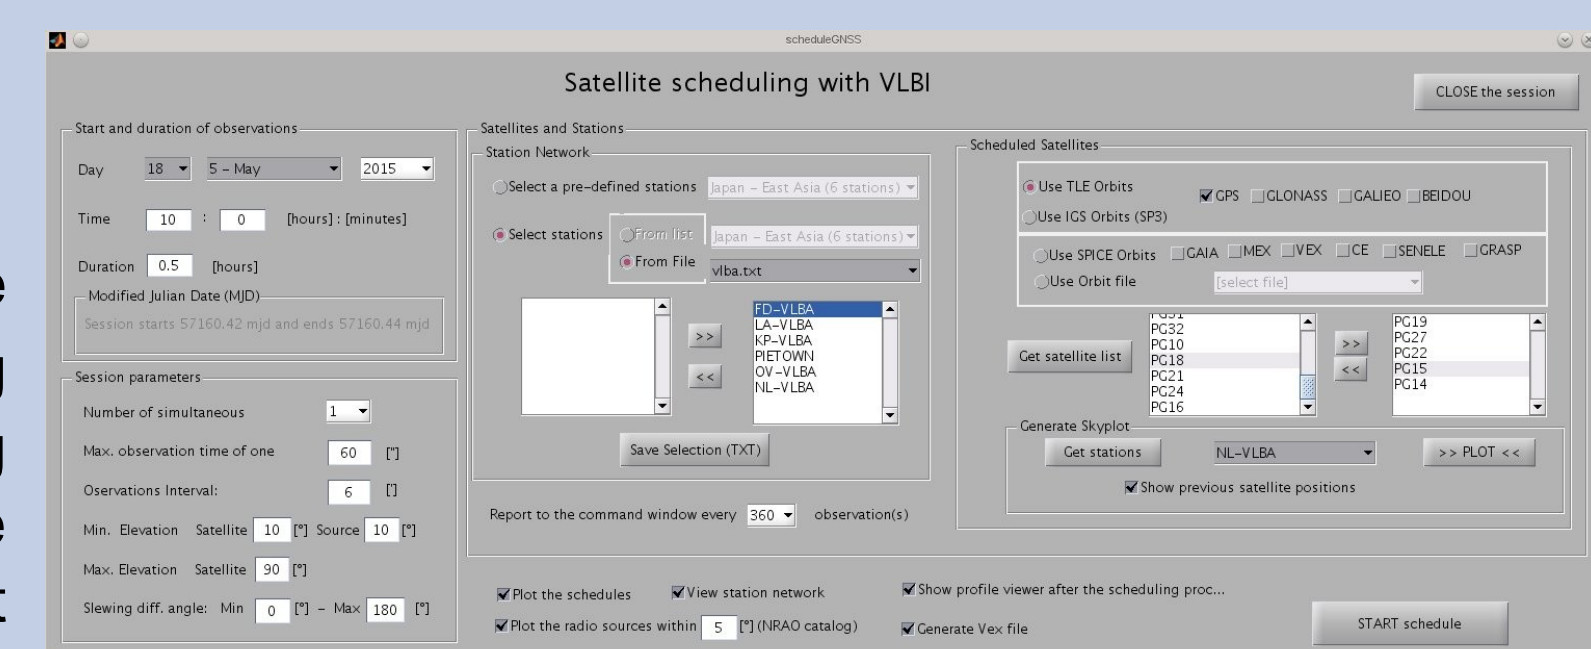 scheduleGNSS
Satellite scheduling with VLBI
CLOSE the session
Start and duration of observations
Day 18 5 - May 2015
Time 10 : 0 [hours] : [minutes]
Duration 0.5 [hours]
Modified Julian Date (MJD)
Session starts 57160.42 mjd and ends 57160.44 mjd
Session parameters
Number of simultaneous 1
Max. observation time of one 60 ["]
Oservations Interval: 6 [']
Min. Elevation Satellite 10 [°] Source 10 [°]
Max. Elevation Satellite 90 [°]
Slewing diff. angle: Min 0 [°] - Max 180 [°]
Satellites and Stations
Station Network
Select a pre-defined stations Japan - East Asia (6 stations)
Select stations From list Japan - East Asia (6 stations)
From File vlba.txt
FD-VLBA
LA-VLBA
KP-VLBA
PIETOWN
OV-VLBA
NL-VLBA
>>
<<
Save Selection (TXT)
Report to the command window every 360 observation(s)
Scheduled Satellites
Use TLE Orbits GPS GLONASS GALIEO BEIDOU
Use IGS Orbits (SP3)
Use SPICE Orbits GAIA MEX VEX CE SENELE GRASP
Use Orbit file [select file]
Get satellite list
PG31
PG32
PG10
PG18
PG21
PG24
PG16
>>
<<
PG19
PG27
PG22
PG15
PG14
Generate Skyplot
Get stations NL-VLBA >> PLOT <<
Show previous satellite positions
Plot the schedules View station network Show profile viewer after the scheduling proc...
Plot the radio sources within 5 [°] (NRAO catalog) Generate Vex file
START schedule